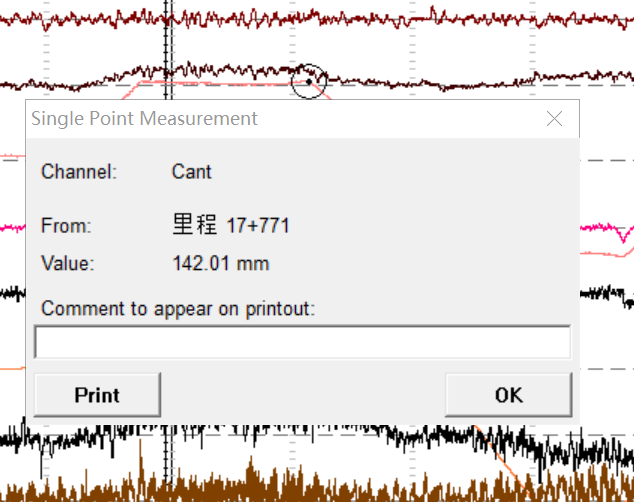 Single Point Measurement
Channel: Cant
From: 里程 17+771
Value: 142.01 mm
Comment to appear on printout:
Print OK